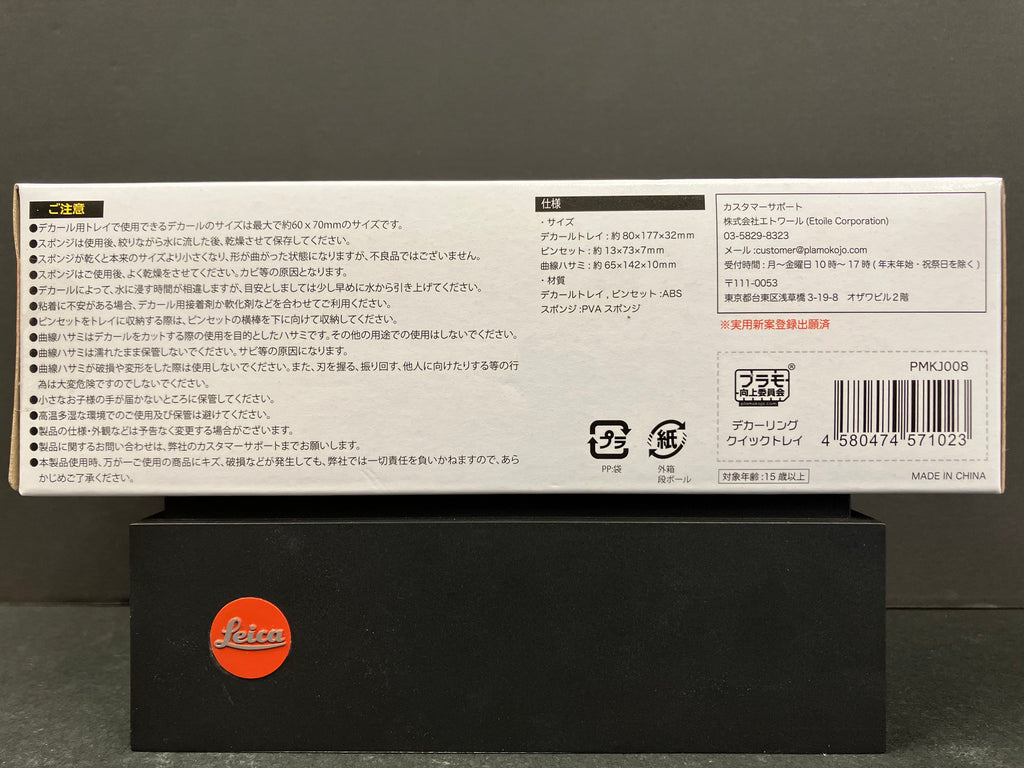 ご注意
●デカール用トレイで使用できるデカールのサイズは最大で約60×70mmのサイズです。
●スポンジは使用後、絞りながら水に流した後、乾燥させて保存してください。
●スポンジが乾くと本来のサイズより小さくなり、形が曲がった状態になりますが、不良品ではございません。
●スポンジはご使用後、よく乾燥をさせてください。カビ等の原因となります。
●デカールによって、水に浸す時間が相違しますが、目安としましては少し早めに水から引き上げてください。
●粘着に不安がある場合、デカール用接着剤か軟化剤などを合わせてご利用ください。
●ピンセットをトレイに収納する際は、ピンセットの横棒を下に向けて収納してください。
●曲線ハサミはデカールをカットする際の使用を目的としたハサミです。その他の用途での使用はしないでください。
●曲線ハサミは濡れたまま保管しないでください。サビ等の原因になります。
●曲線ハサミが破損や変形をした際は使用しないでください。また、刃を握る、振り回す、他人に向けたりする等の行
為は大変危険ですのでしないでください。
●小さなお子様の手が届かないところに保管してください。
●高温多湿な環境でのご使用及び保管は避けてください。
●製品の仕様・外観などは予告なく変更する場合がございます。
●製品に関するお問い合わせは、弊社のカスタマーサポートまでお願いします。
●本製品使用時、万が一ご使用の商品にキズ、破損などが発生しても、弊社では一切責任を負いかねますので、あら
かじめご了承ください。
仕様
・サイズ
デカールトレイ : 約 80×177×32mm
ピンセット : 約 13×73×7mm
曲線ハサミ : 約 65×142×10mm
・材質
デカールトレイ , ピンセット :ABS
スポンジ :PVA スポンジ
プラ
PP:袋
紙
外箱
段ボール
カスタマーサポート
株式会社エトワール (Etoile Corporation)
03-5829-8323
メール :customer@plamokojo.com
受付時間 : 月〜金曜日 10 時〜 17 時 ( 年末年始・祝祭日を除く )
〒111-0053
東京都台東区浅草橋 3-19-8 オザワビル２階
※実用新案登録出願済
プラモ®
向上委員会
plamokojo.com
デカーリング
クイックトレイ
PMKJ008
4 580474 571023
対象年齢 :15 歳以上
MADE IN CHINA
Leica